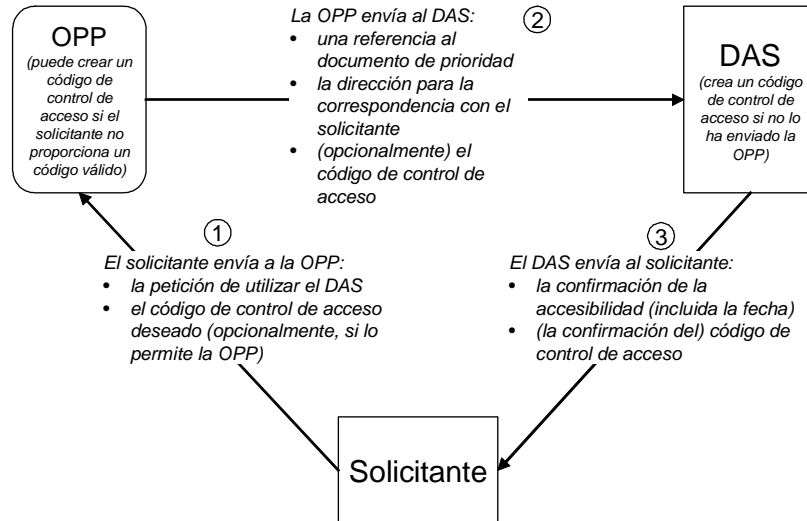 OPP
(puede crear un
código de
control de
acceso si el
solicitante no
proporciona un
código válido)
La OPP envía al DAS:
• una referencia al
documento de prioridad
• la dirección para la
correspondencia con el
solicitante
• (opcionalmente) el
código de control de
acceso
2
DAS
(crea un código
de control de
acceso si no lo
ha enviado la
OPP)
1
El solicitante envía a la OPP:
• la petición de utilizar el DAS
• el código de control de acceso
deseado (opcionalmente, si lo
permite la OPP)
3
El DAS envía al solicitante:
• la confirmación de la
accesibilidad (incluida la fecha)
• (la confirmación del) código de
control de acceso
Solicitante